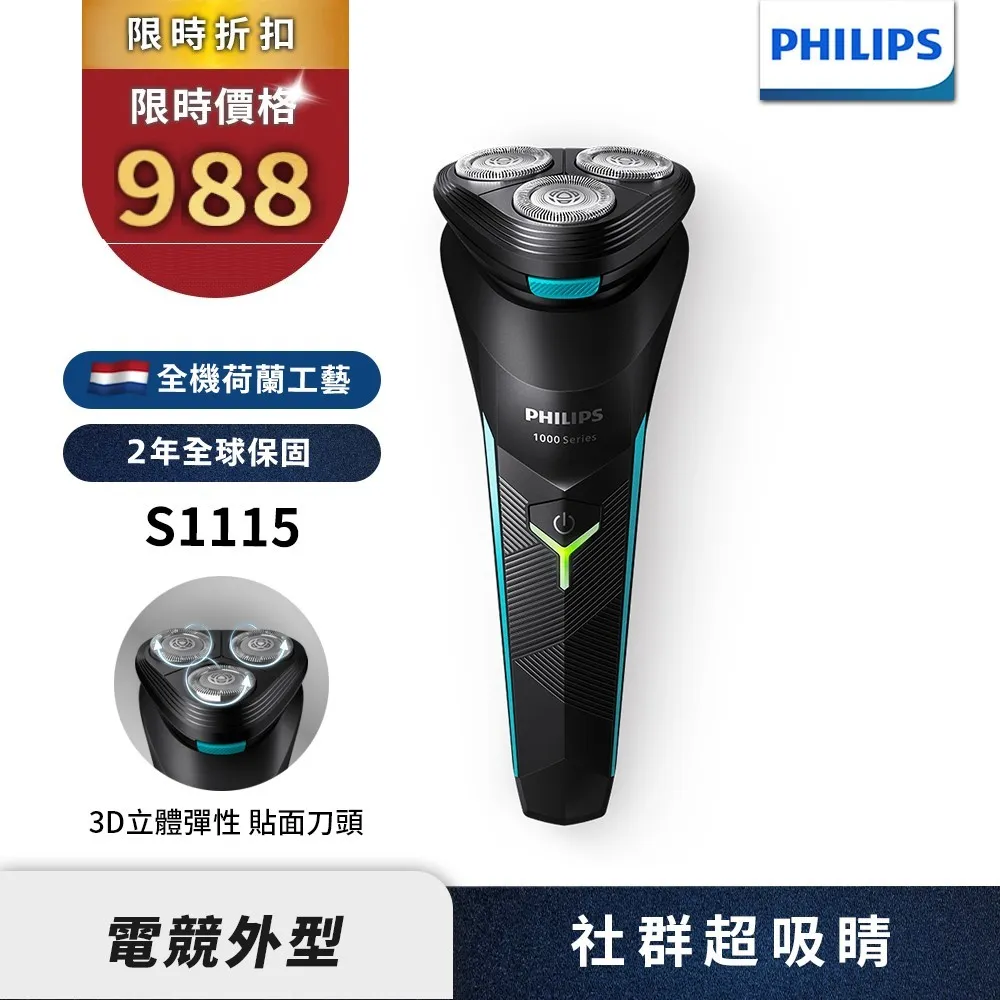 限時折扣
限時價格
988
PHILIPS
全機荷蘭工藝
2年全球保固
S1115
PHILIPS
1000 Series
3D立體彈性 貼面刀頭
電競外型
社群超吸睛